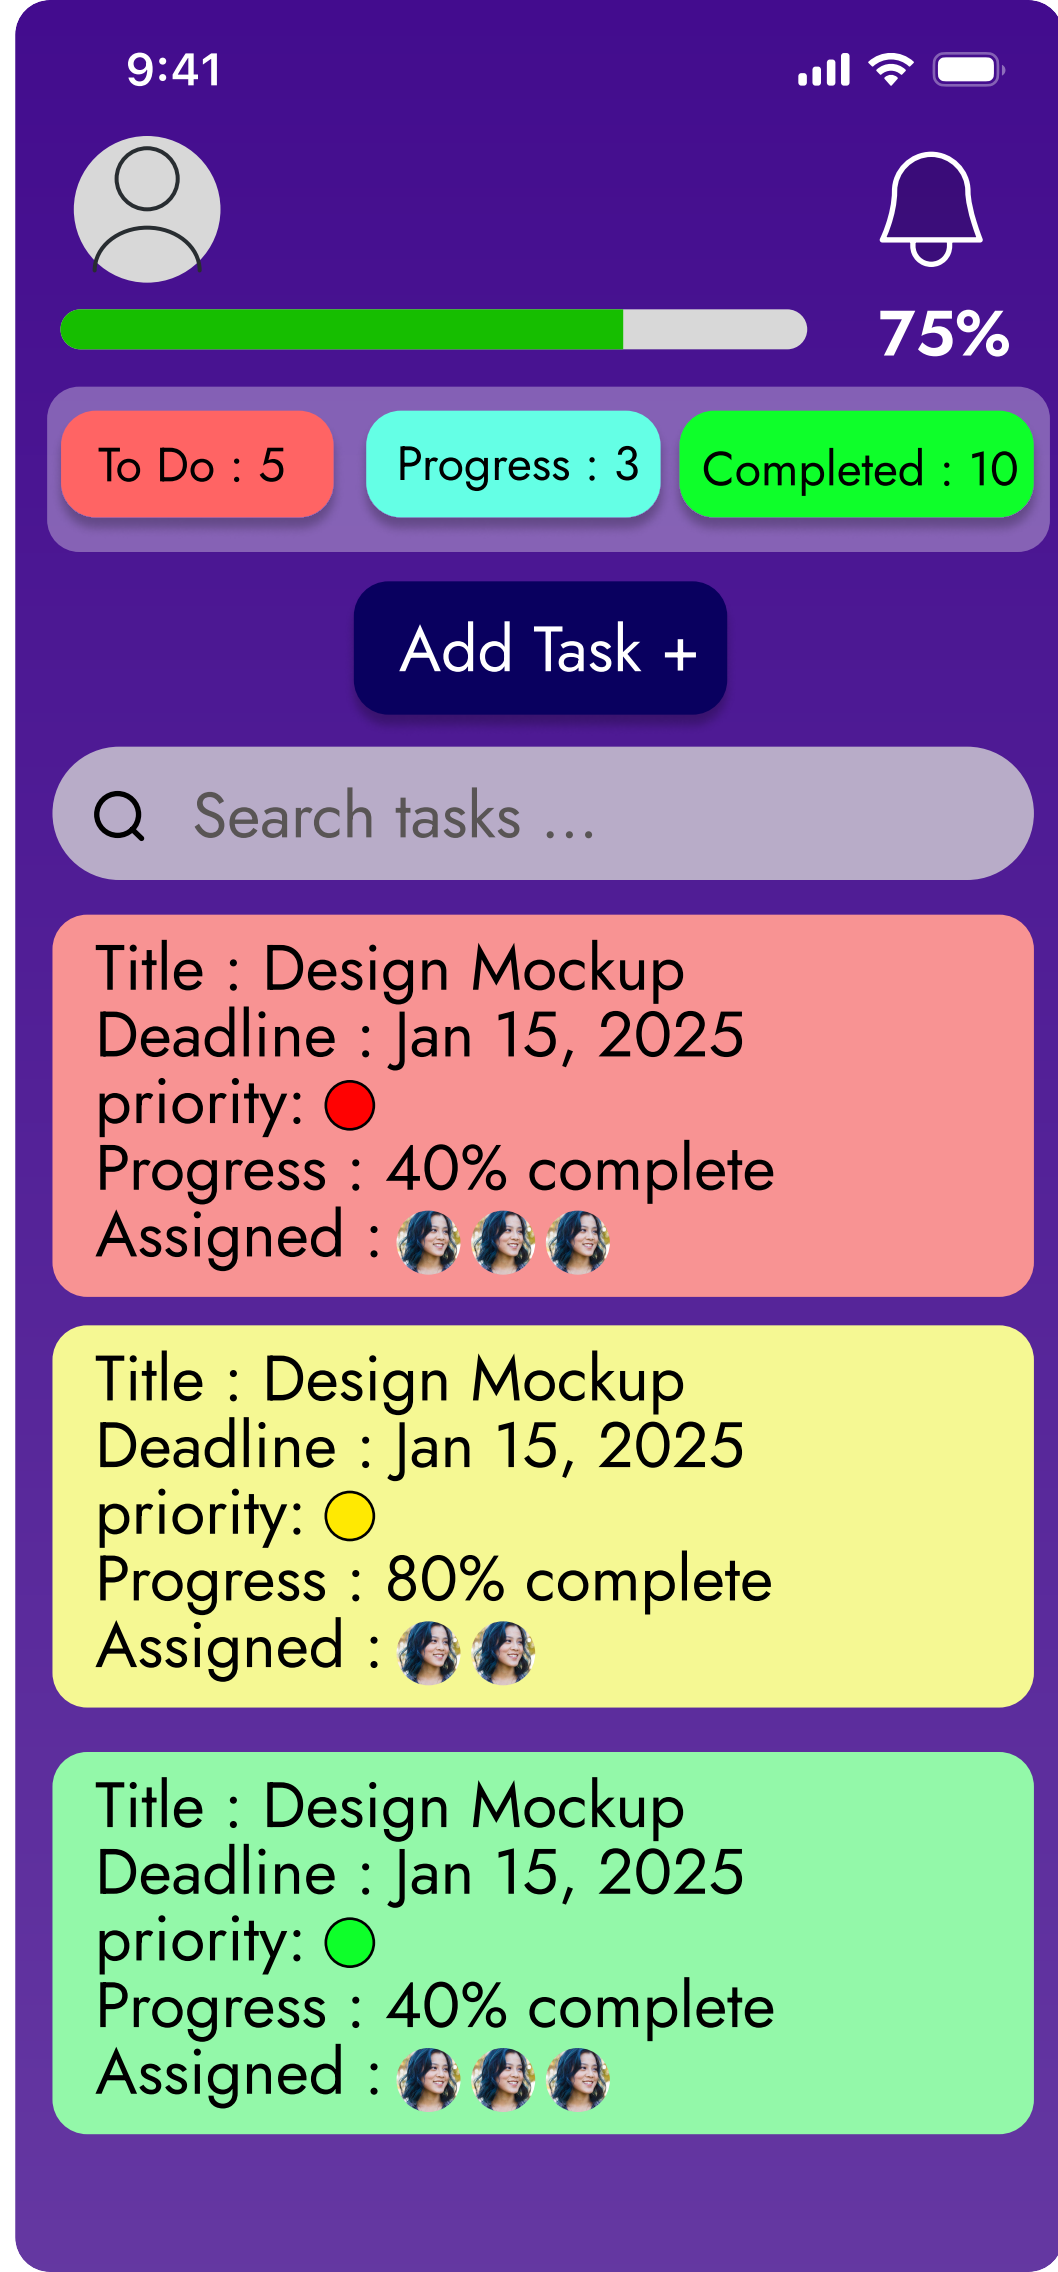 9:41
75%
To Do : 5
Progress : 3
Completed : 10
Add Task +
Search tasks ...
Title : Design Mockup
Deadline : Jan 15, 2025
priority:
Progress : 40% complete
Assigned :
Title : Design Mockup
Deadline : Jan 15, 2025
priority:
Progress : 80% complete
Assigned :
Title : Design Mockup
Deadline : Jan 15, 2025
priority:
Progress : 40% complete
Assigned :